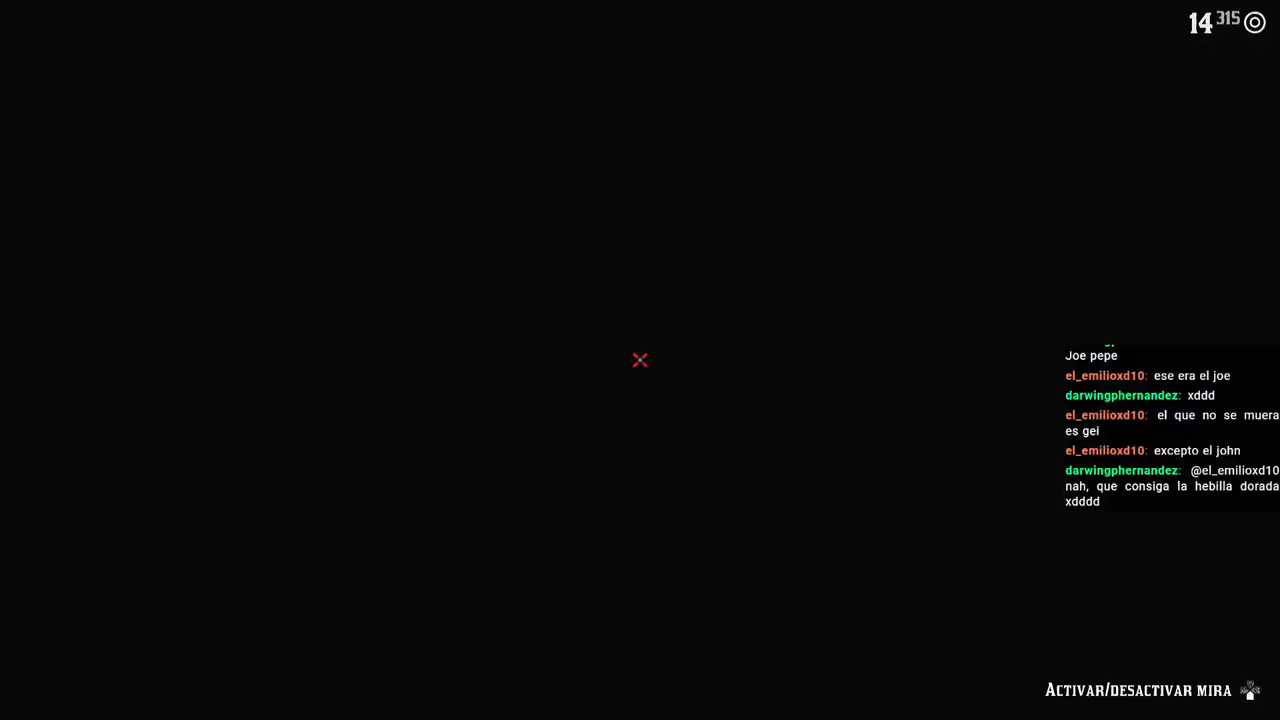 14 315
Joe pepe
el_emilioxd10: ese era el joe
darwingphernandez: xddd
el_emilioxd10: el que no se muera
es gei
el_emilioxd10: excepto el john
darwingphernandez: @el_emilioxd10
nah, que consiga la hebilla dorada
xdddd
Activar/desactivar mira